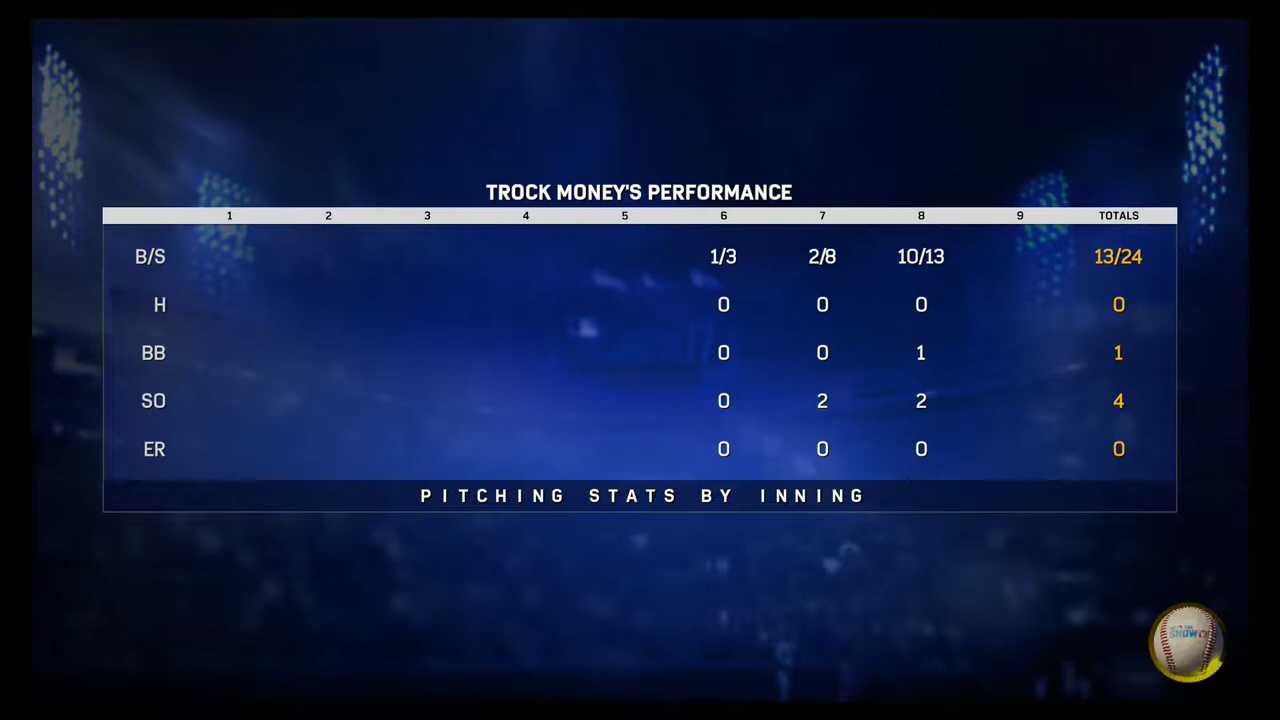 TROCK MONEY'S PERFORMANCE
1 2 3 4 5 6 7 8 9 TOTALS
B/S 1/3 2/8 10/13 13/24
H 0 0 0 0
BB 0 0 1 1
SO 0 2 2 4
ER 0 0 0 0
PITCHING STATS BY INNING
THE
SHOW